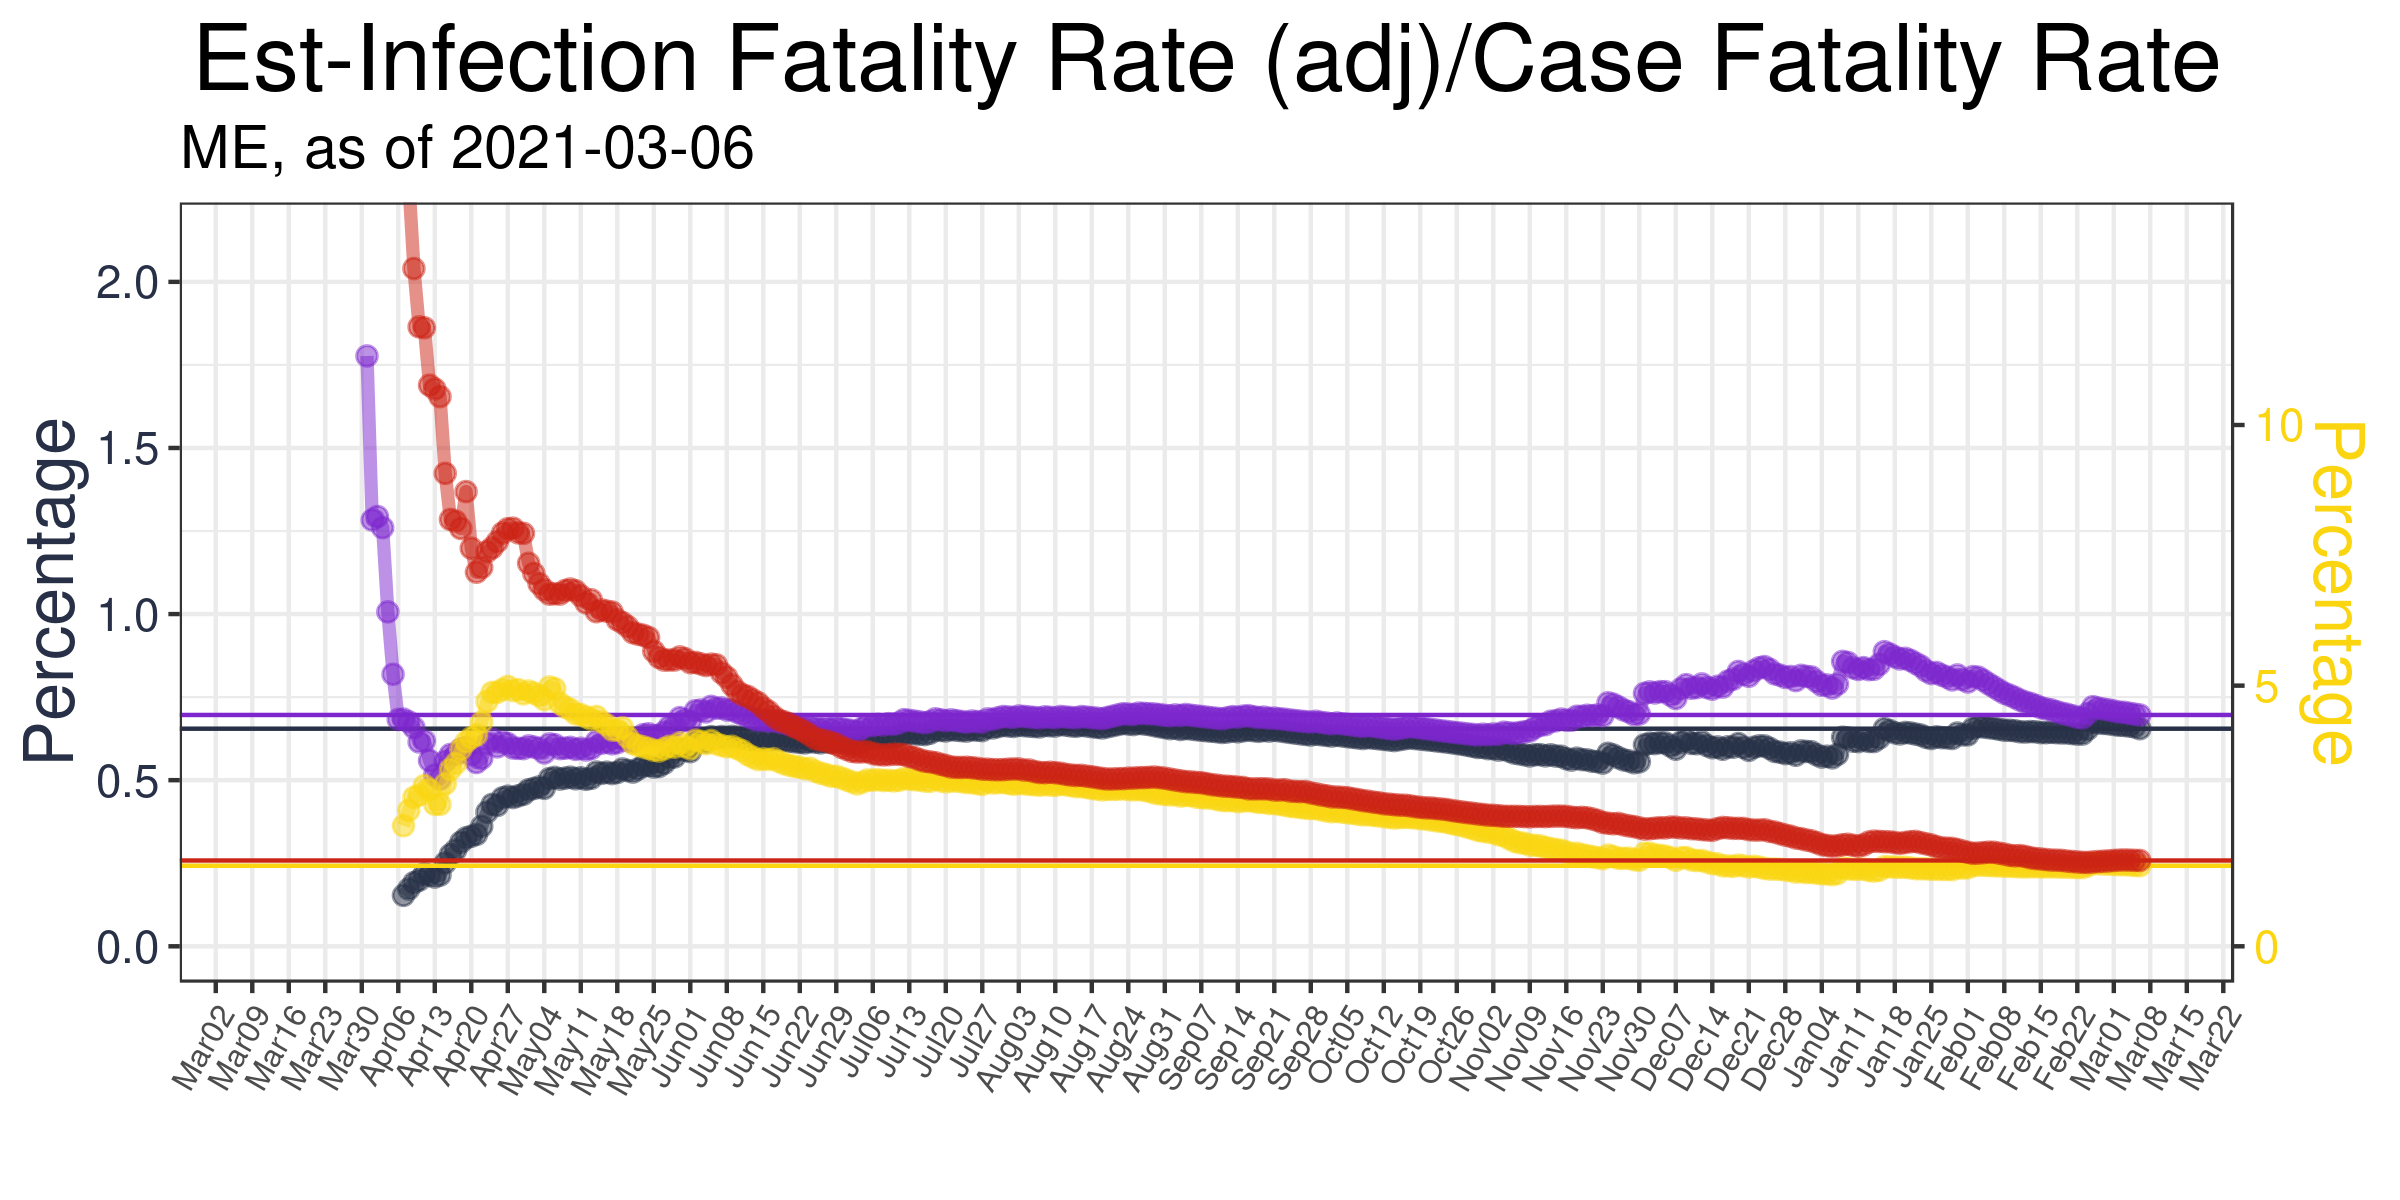 Est-Infection Fatality Rate (adj)/Case Fatality Rate
ME, as of 2021-03-06
Percentage
2.0
1.5
1.0
0.5
0.0
10
5
0
Percentage
Mar02
Mar09
Mar16
Mar23
Mar30
Apr06
Apr13
Apr20
Apr27
May04
May11
May18
May25
Jun01
Jun08
Jun15
Jun22
Jun29
Jul06
Jul13
Jul20
Jul27
Aug03
Aug10
Aug17
Aug24
Aug31
Sep07
Sep14
Sep21
Sep28
Oct05
Oct12
Oct19
Oct26
Nov02
Nov09
Nov16
Nov23
Nov30
Dec07
Dec14
Dec21
Dec28
Jan04
Jan11
Jan18
Jan25
Feb01
Feb08
Feb15
Feb22
Mar01
Mar08
Mar15
Mar22